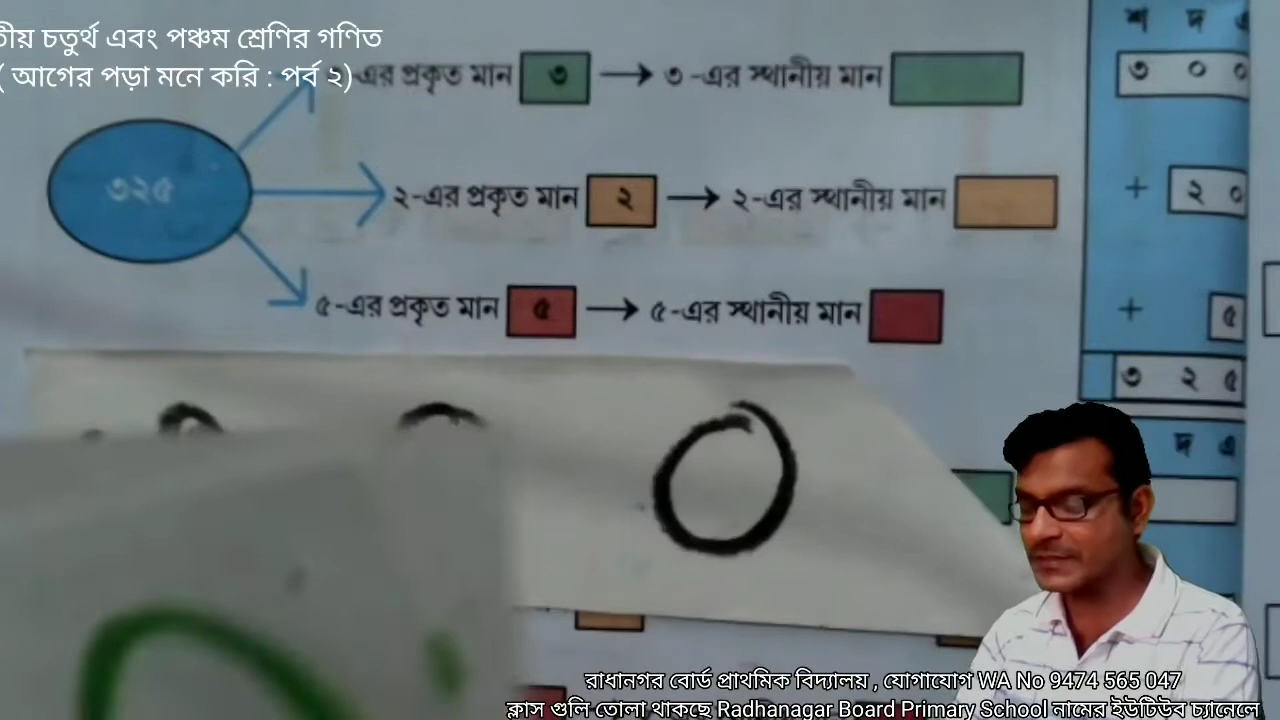 তীয় চতুর্থ এবং পঞ্চম শ্রেণির গণিত
( আগের পড়া মনে করি : পর্ব ২)
এর প্রকৃত মান ৩ → ৩ -এর স্থানীয় মান
৩২৫
২-এর প্রকৃত মান ২ → ২-এর স্থানীয় মান
৫-এর প্রকৃত মান ৫ → ৫-এর স্থানীয় মান
শ দ এ
৩ ০ ০
+ ২ ০
+ ৫
৩ ২ ৫
দ এ
০
রাধানগর বোর্ড প্রাথমিক বিদ্যালয় , যোগাযোগ WA No 9474 565 047
ক্লাস গুলি তোলা থাকছে Radhanagar Board Primary School নামের ইউটিউব চ্যানেলে